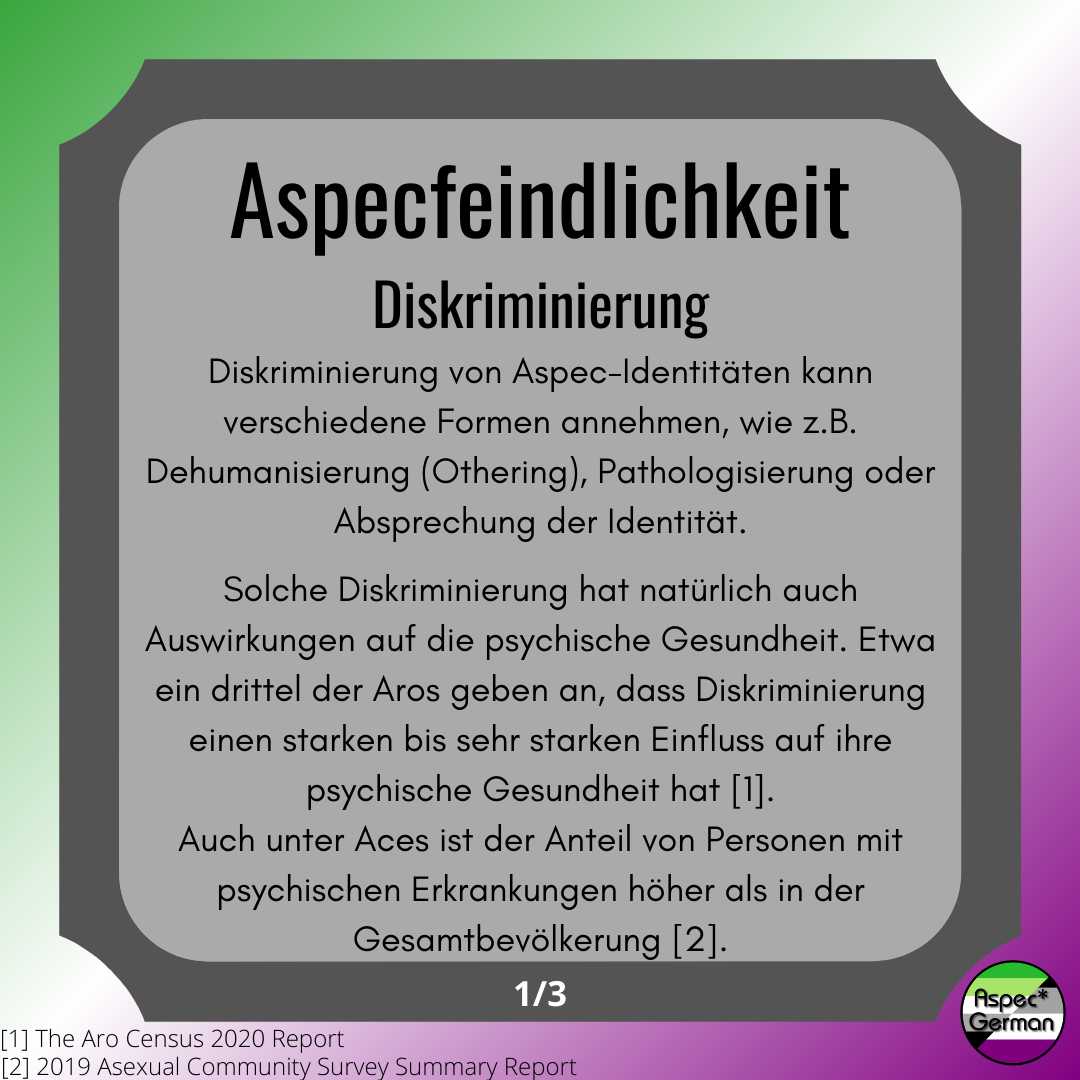 Aspecfeindlichkeit
Diskriminierung
Diskriminierung von Aspec-Identitäten kann
verschiedene Formen annehmen, wie z.B.
Dehumanisierung (Othering), Pathologisierung oder
Absprechung der Identität.
Solche Diskriminierung hat natürlich auch
Auswirkungen auf die psychische Gesundheit. Etwa
ein drittel der Aros geben an, dass Diskriminierung
einen starken bis sehr starken Einfluss auf ihre
psychische Gesundheit hat [1].
Auch unter Aces ist der Anteil von Personen mit
psychischen Erkrankungen höher als in der
Gesamtbevölkerung [2].
1/3
Aspec*
German
[1] The Aro Census 2020 Report
[2] 2019 Asexual Community Survey Summary Report